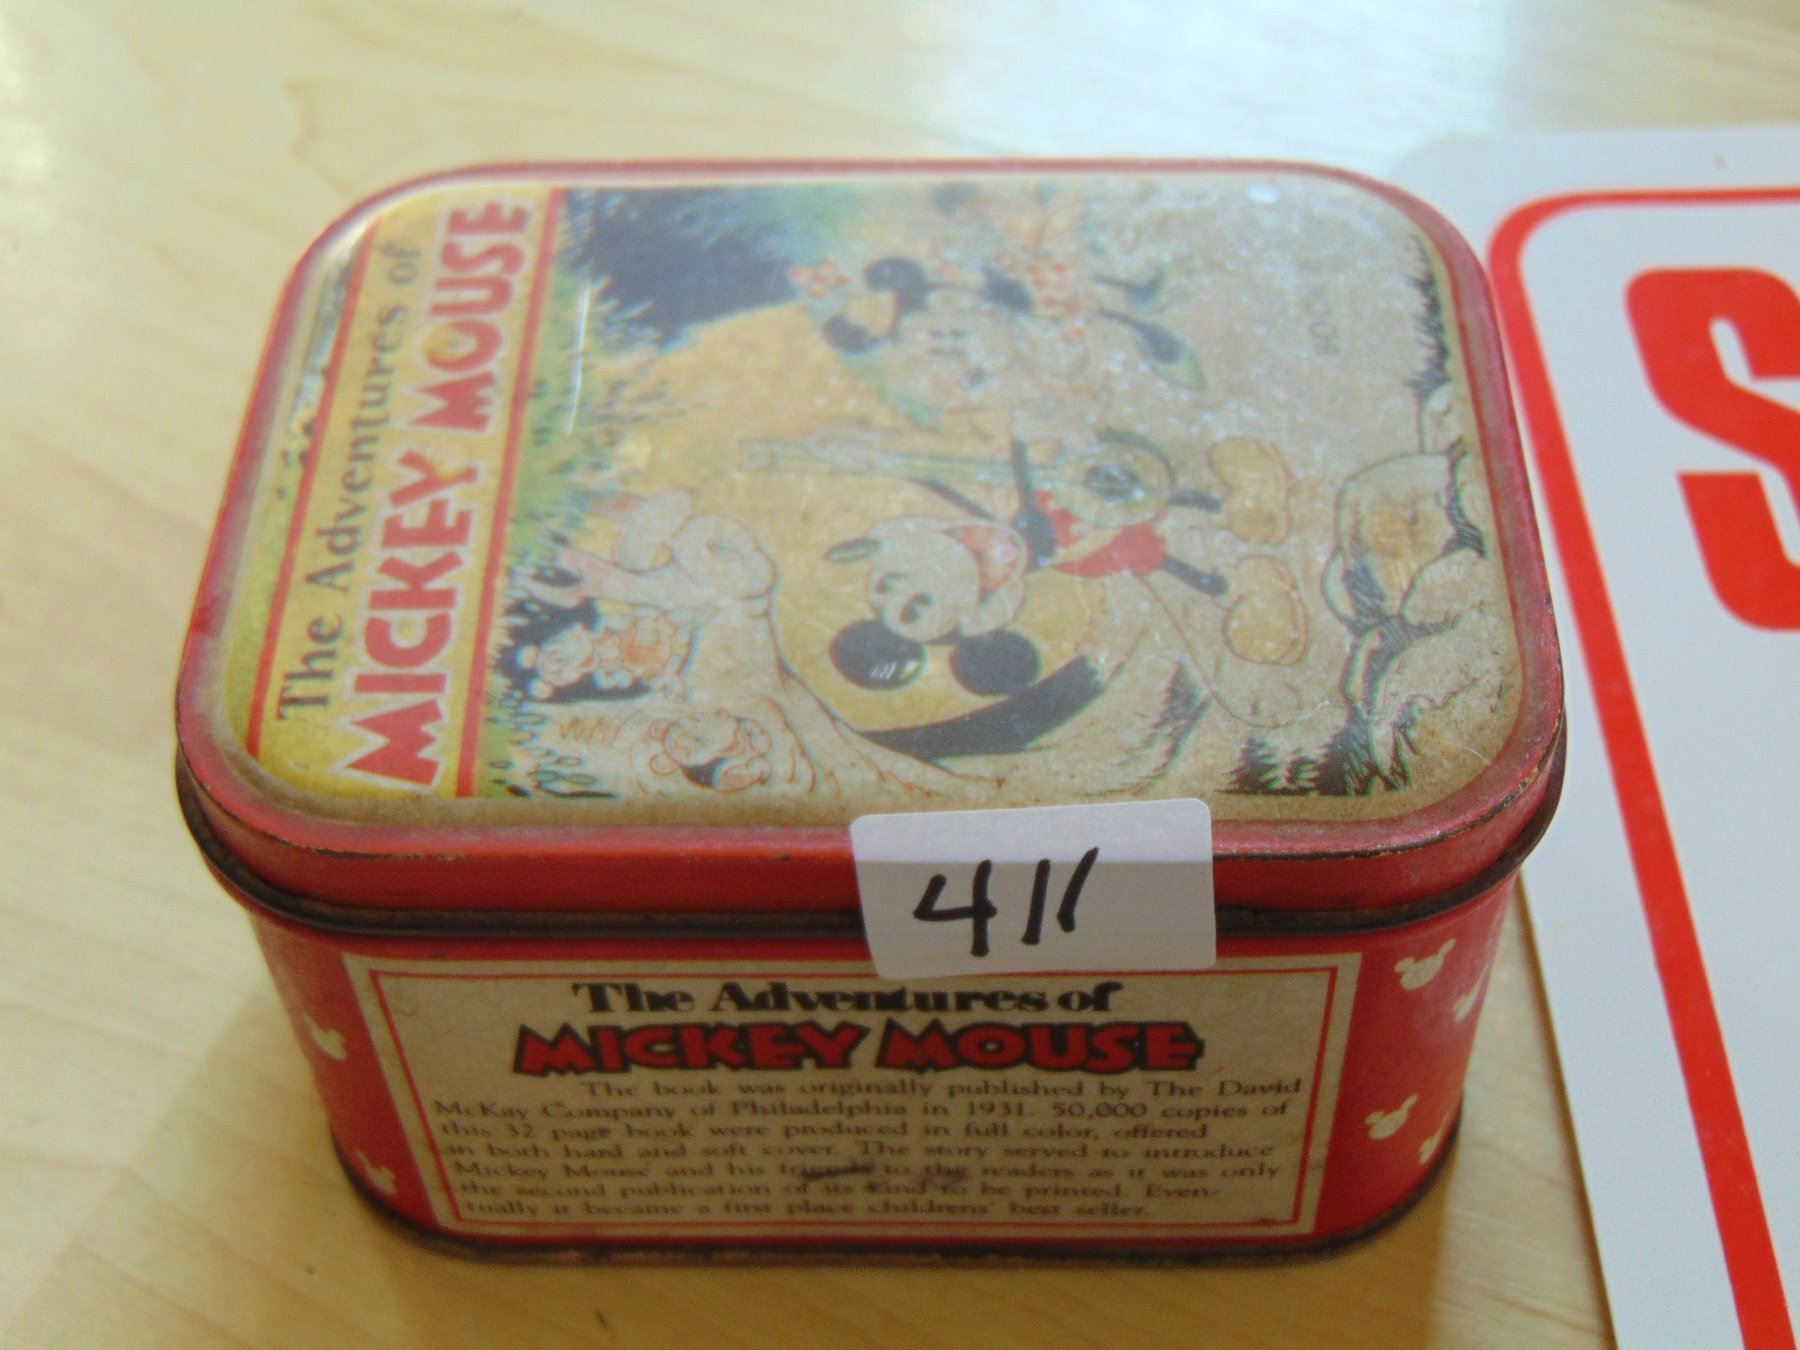 The Adventures of
MICKEY MOUSE
BOOK
411
The Adventures of
MICKEY MOUSE
The book was originally published by The David
McKay Company of Philadelphia in 1931. 50,000 copies of
this 32 page book were produced in full color, offered
in both hard and soft cover. The story served to introduce
Mickey Mouse and his friends to the readers as it was only
the second publication of its kind to be printed. Even-
tually it became a first place childrens' best seller.
S